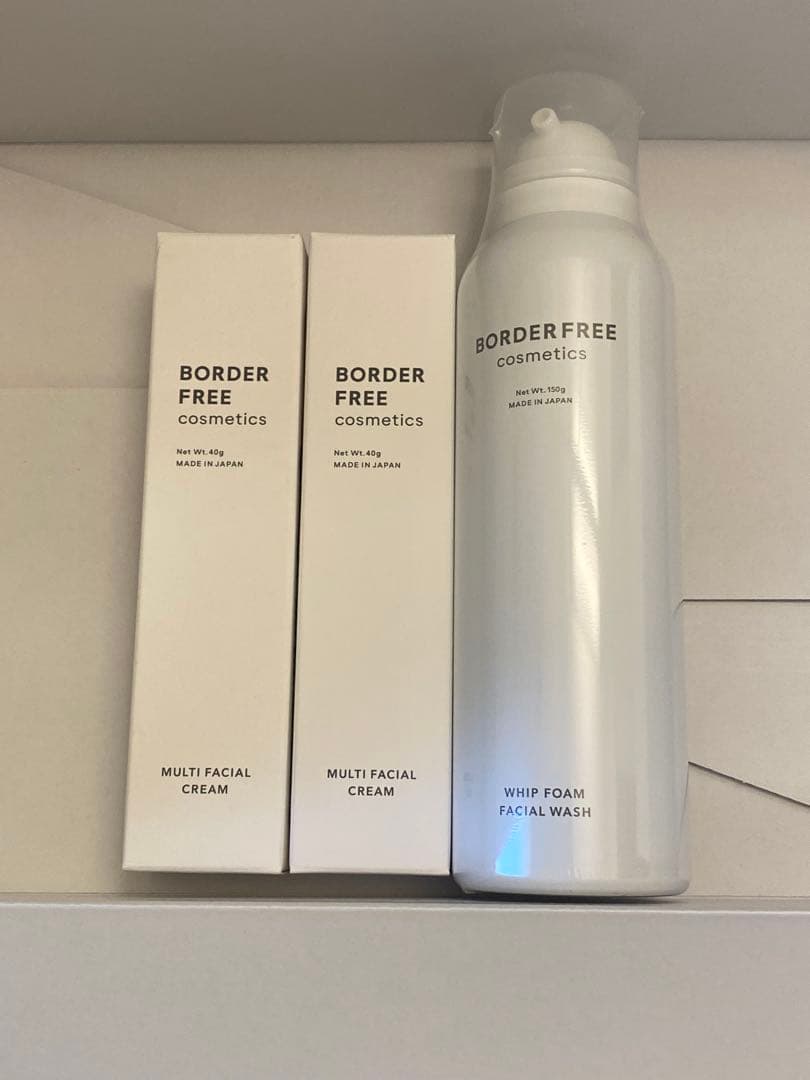 BORDER
FREE
cosmetics
Net Wt. 40g
MADE IN JAPAN
MULTI FACIAL
CREAM
BORDER
FREE
cosmetics
Net Wt. 40g
MADE IN JAPAN
MULTI FACIAL
CREAM
BORDER FREE
cosmetics
Net Wt. 150g
MADE IN JAPAN
WHIP FOAM
FACIAL WASH